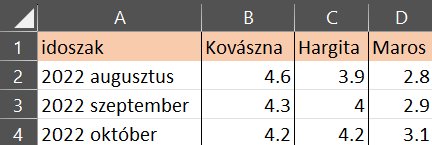 A B C D
1 idoszak Kovászna Hargita Maros
2 2022 augusztus 4.6 3.9 2.8
3 2022 szeptember 4.3 4 2.9
4 2022 október 4.2 4.2 3.1